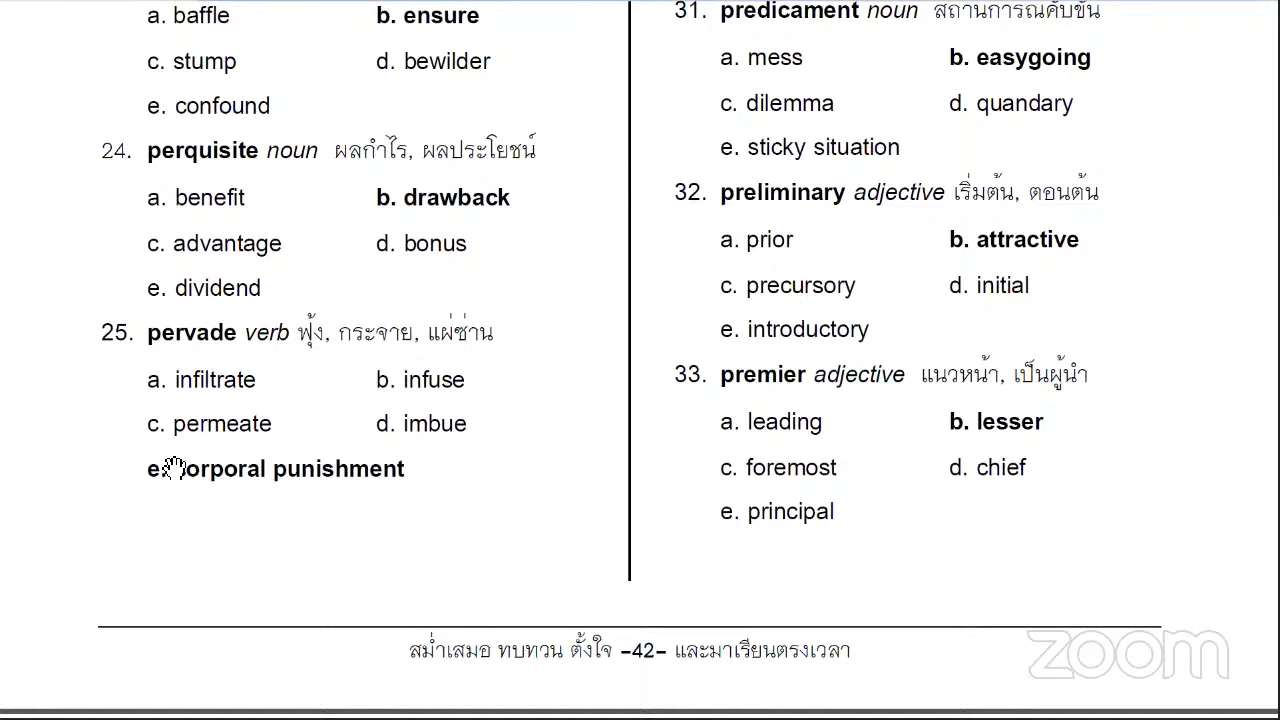 a. baffle b. ensure
c. stump d. bewilder
e. confound
24. perquisite noun ผลกำไร, ผลประโยชน์
a. benefit b. drawback
c. advantage d. bonus
e. dividend
25. pervade verb ฟุ้ง, กระจาย, แผ่ซ่าน
a. infiltrate b. infuse
c. permeate d. imbue
e. corporal punishment
31. predicament noun สถานการณ์คับขัน
a. mess b. easygoing
c. dilemma d. quandary
e. sticky situation
32. preliminary adjective เริ่มต้น, ตอนต้น
a. prior b. attractive
c. precursory d. initial
e. introductory
33. premier adjective แนวหน้า, เป็นผู้นำ
a. leading b. lesser
c. foremost d. chief
e. principal
สม่ำเสมอ ทบทวน ตั้งใจ –42– และมาเรียนตรงเวลา
zoom